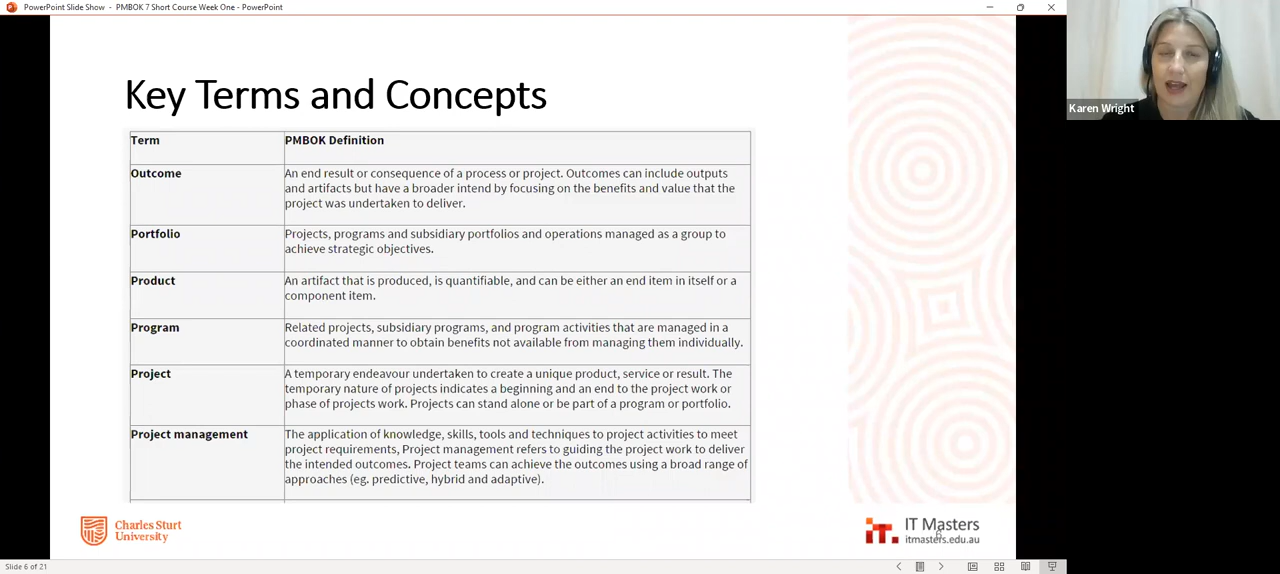 PowerPoint Slide Show - PMBOK 7 Short Course Week One - PowerPoint
Karen Wright
Key Terms and Concepts
Term PMBOK Definition
Outcome An end result or consequence of a process or project. Outcomes can include outputs
and artifacts but have a broader intend by focusing on the benefits and value that the
project was undertaken to deliver.
Portfolio Projects, programs and subsidiary portfolios and operations managed as a group to
achieve strategic objectives.
Product An artifact that is produced, is quantifiable, and can be either an end item in itself or a
component item.
Program Related projects, subsidiary programs, and program activities that are managed in a
coordinated manner to obtain benefits not available from managing them individually.
Project A temporary endeavour undertaken to create a unique product, service or result. The
temporary nature of projects indicates a beginning and an end to the project work or
phase of projects work. Projects can stand alone or be part of a program or portfolio.
Project management The application of knowledge, skills, tools and techniques to project activities to meet
project requirements, Project management refers to guiding the project work to deliver
the intended outcomes. Project teams can achieve the outcomes using a broad range of
approaches (eg. predictive, hybrid and adaptive).
Charles Sturt
University
it. IT Masters
itmasters.edu.au
Slide 6 of 21